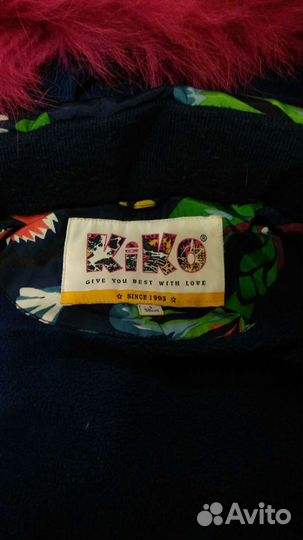 KiKO®
GIVE YOU BEST WITH LOVE
☆ SINCE 1995 ☆
Avito